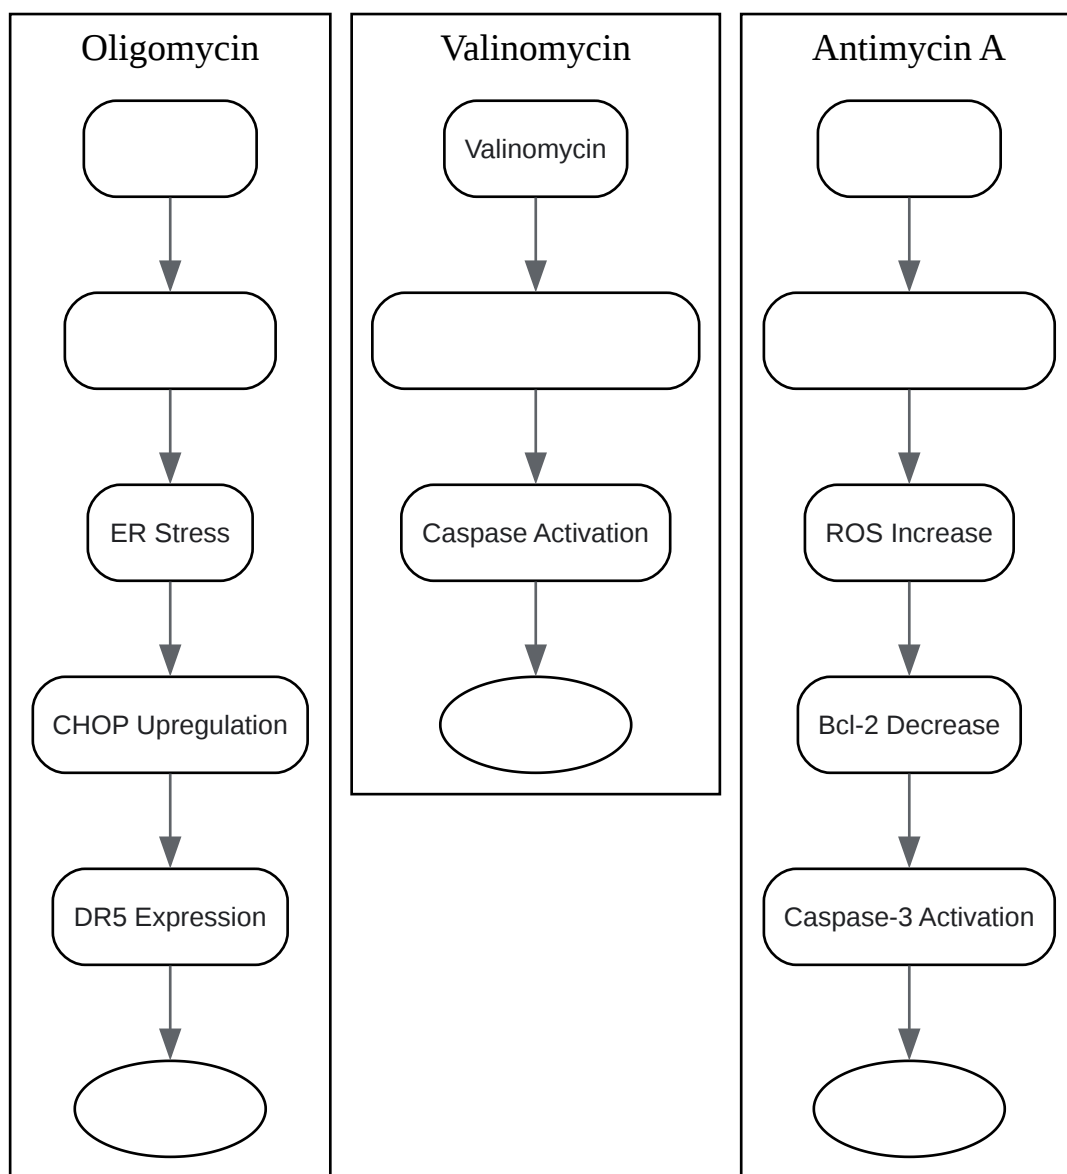 Oligomycin
ER Stress
CHOP Upregulation
DR5 Expression
Valinomycin
Valinomycin
Caspase Activation
Antimycin A
ROS Increase
Bcl-2 Decrease
Caspase-3 Activation